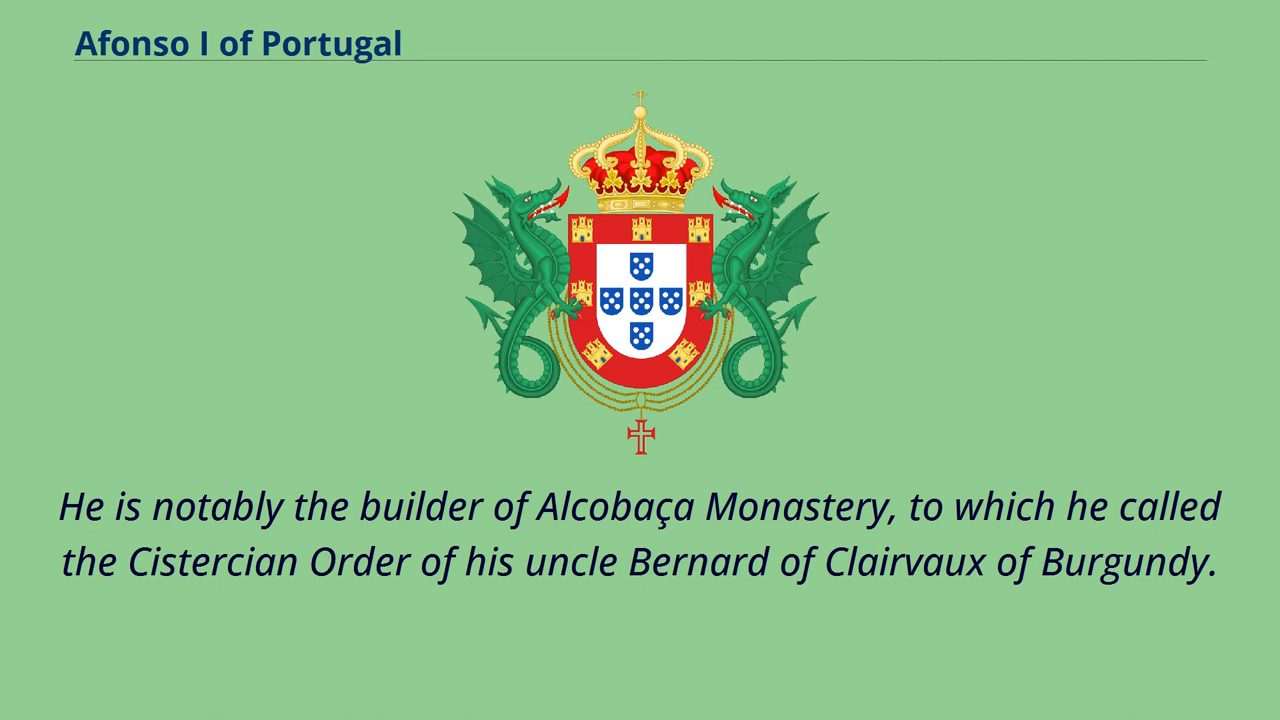 Afonso I of Portugal
He is notably the builder of Alcobaça Monastery, to which he called
the Cistercian Order of his uncle Bernard of Clairvaux of Burgundy.